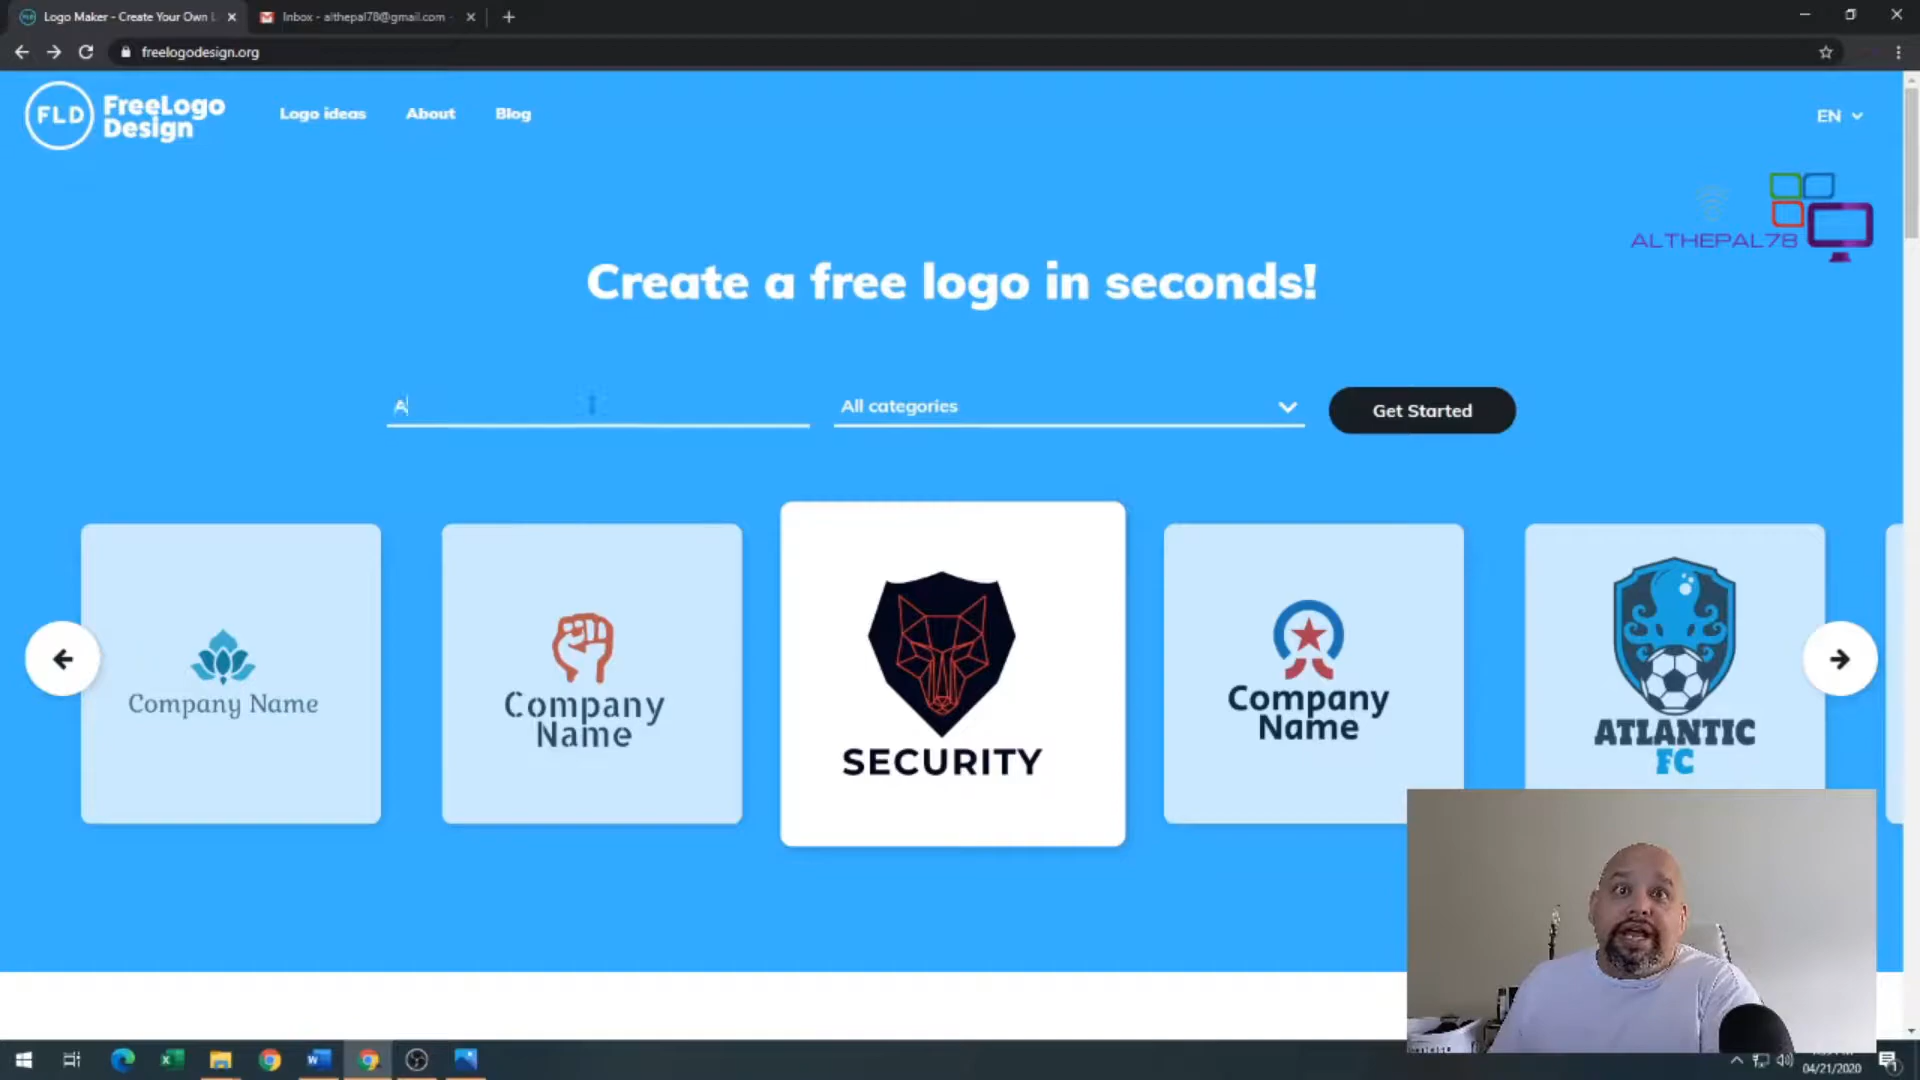 Logo Maker - Create Your Own L
Inbox - althepal78@gmail.com -
freelogodesign.org
FLD FreeLogo
Design
Logo ideas
About
Blog
EN
ALTHEPAL78
Create a free logo in seconds!
A
All categories
Get Started
Company Name
Company
Name
SECURITY
Company
Name
ATLANTIC
FC
04/21/2020